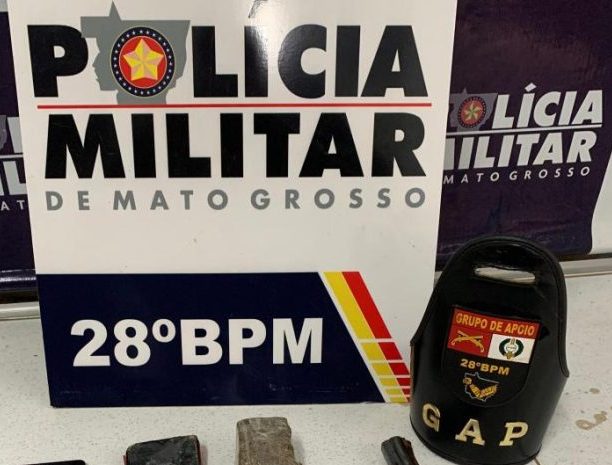 POLÍCIA
MILITAR
DE MATO GROSSO
28ºBPM
POLÍCIA
MILITAR
MATO GROSSO
GRUPO DE APOIO
28ºBPM
GAP